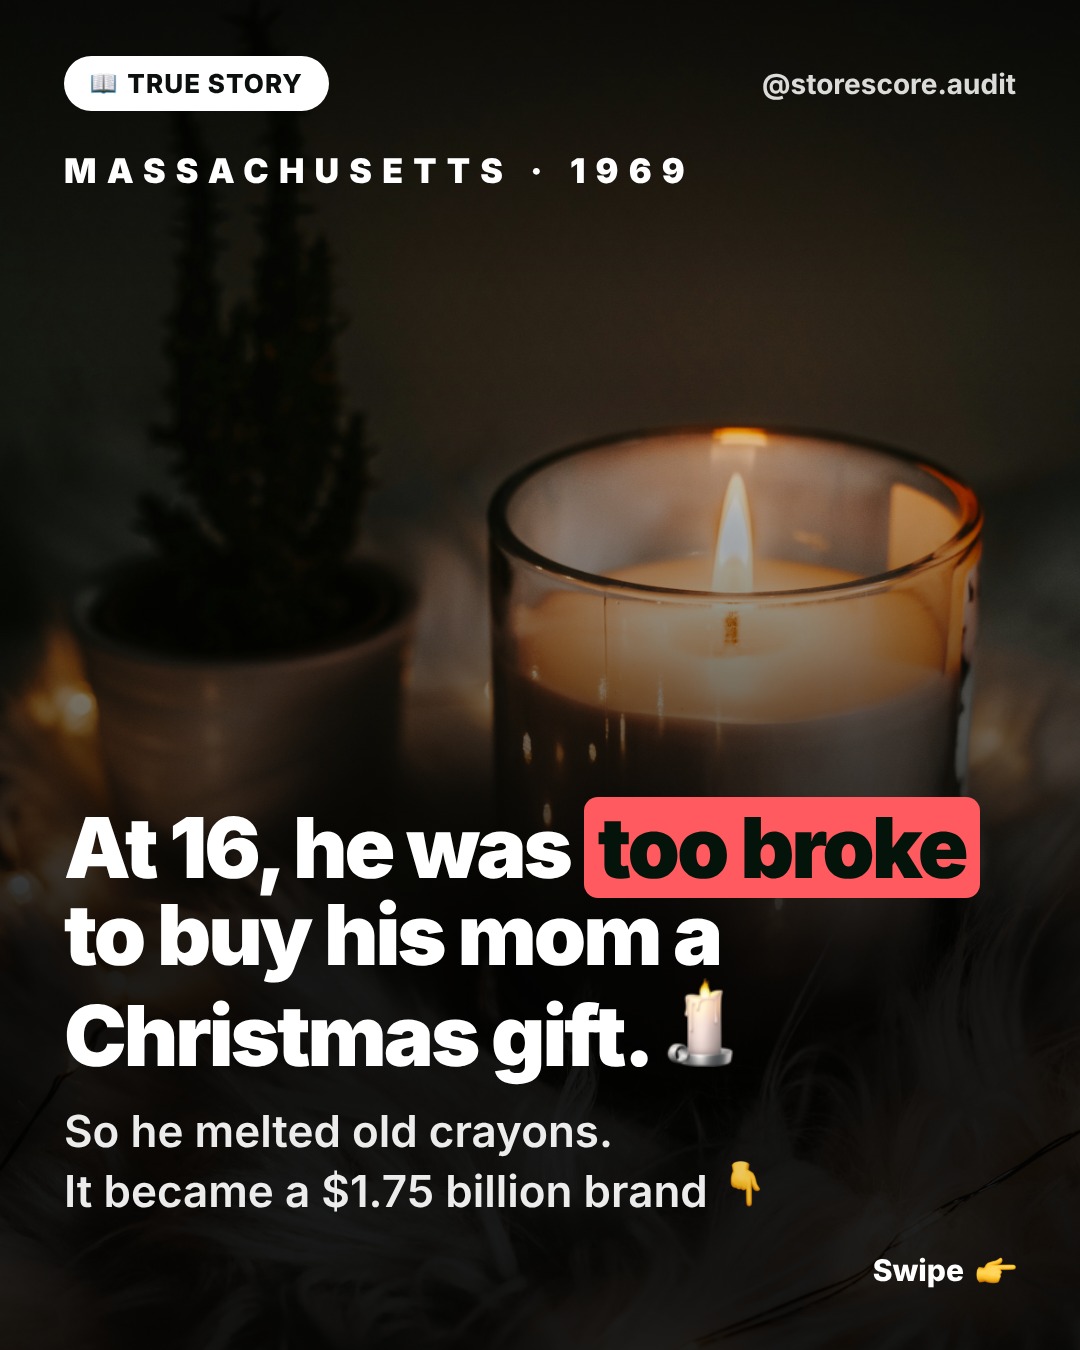 📖 TRUE STORY
@storescore.audit
MASSACHUSETTS · 1969
At 16, he was too broke
to buy his mom a
Christmas gift. 🕯️
So he melted old crayons.
It became a $1.75 billion brand 👇
Swipe 👉